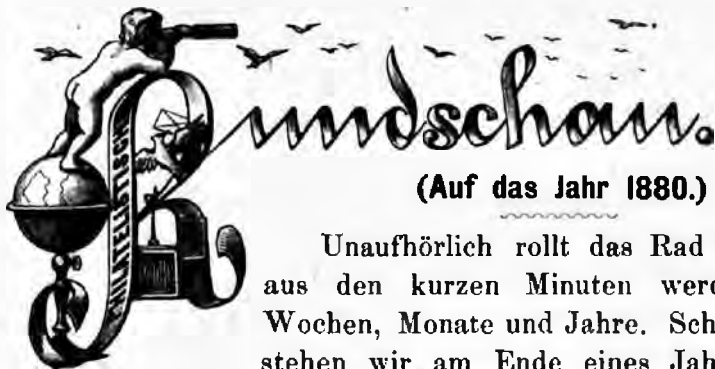 PHILATELISTISCHE
Rundschau.
(Auf das Jahr 1880.)
Unaufhörlich rollt das Rad
aus den kurzen Minuten werd
Wochen, Monate und Jahre. Sch
stehen wir am Ende eines Jah